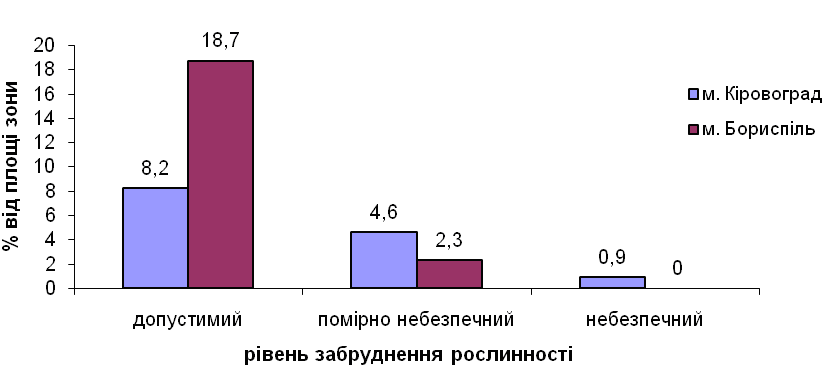 18,7
20
18
16
14
12
10
8
6
4
2
0
% від площі зони
8,2
4,6
2,3
0,9
0
м. Кіровоград
м. Бориспіль
допустимий
помірно небезпечний
небезпечний
рівень забруднення рослинності